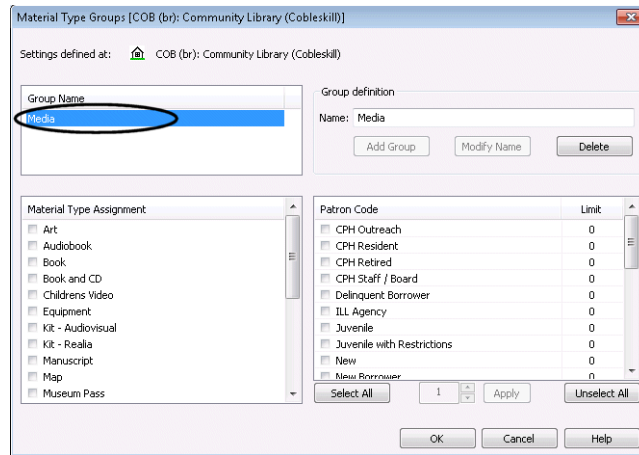 Material Type Groups [COB (br): Community Library (Cobleskill)]
Settings defined at: COB (br): Community Library (Cobleskill)
Group Name
Media
Group definition
Name: Media
Add Group Modify Name Delete
Material Type Assignment
Art
Audiobook
Book
Book and CD
Childrens Video
Equipment
Kit - Audiovisual
Kit - Realia
Manuscript
Map
Museum Pass
Patron Code Limit
CPH Outreach 0
CPH Resident 0
CPH Retired 0
CPH Staff / Board 0
Delinquent Borrower 0
ILL Agency 0
Juvenile 0
Juvenile with Restrictions 0
New 0
New Borrower 0
Select All 1 Apply Unselect All
OK Cancel Help